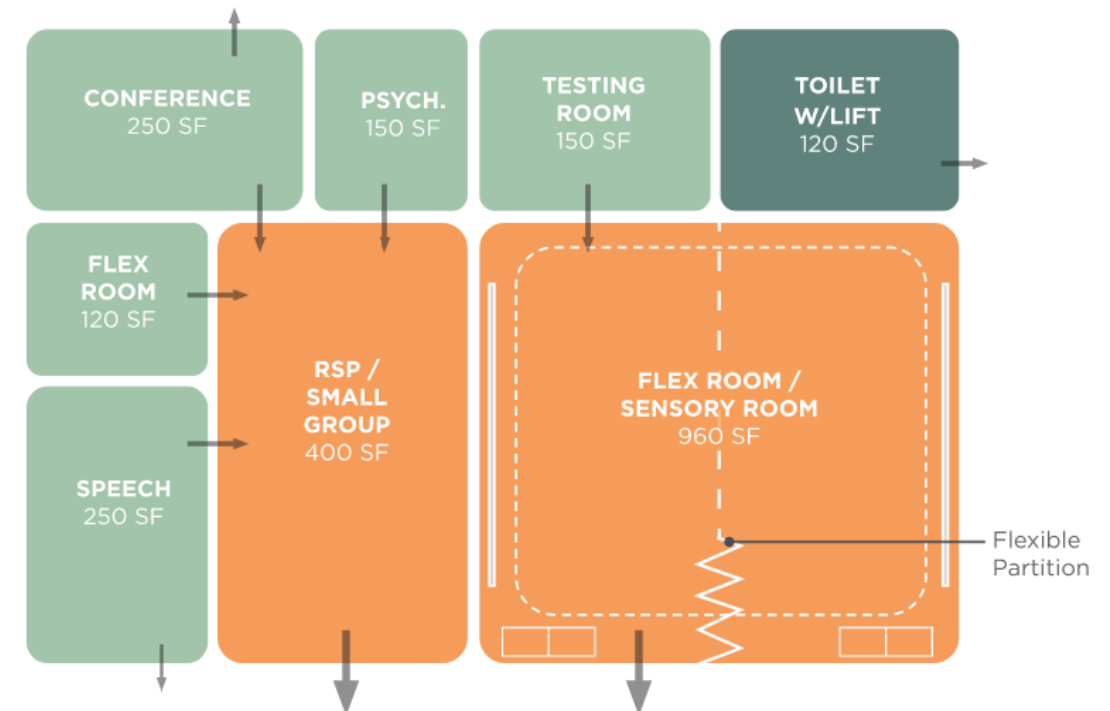 CONFERENCE
250 SF
PSYCH.
150 SF
TESTING
ROOM
150 SF
TOILET
W/LIFT
120 SF
FLEX
ROOM
120 SF
RSP /
SMALL
GROUP
400 SF
FLEX ROOM /
SENSORY ROOM
960 SF
SPEECH
250 SF
Flexible
Partition